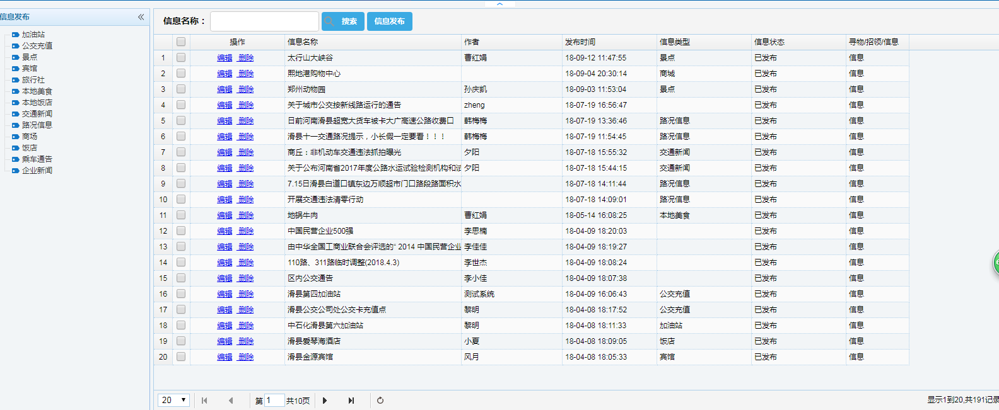 信息发布
加油站
公交充值
景点
宾馆
旅行社
本地美食
本地饭店
交通新闻
路况信息
商场
饭店
乘车通告
企业新闻
信息名称： 搜索 信息发布
操作 信息名称 作者 发布时间 信息类型 信息状态 寻物/招领/信息
1 编辑 删除 太行山大峡谷 曹红娟 18-09-12 11:47:55 景点 已发布 信息
2 编辑 删除 熙地港购物中心 18-09-04 20:30:14 商城 已发布 信息
3 编辑 删除 郑州动物园 孙庆凯 18-09-03 11:53:04 景点 已发布 信息
4 编辑 删除 关于城市公交按新线路运行的通告 zheng 18-07-19 16:56:47 已发布 信息
5 编辑 删除 日前河南滑县超宽大货车被卡大广高速公路收费口 韩梅梅 18-07-19 13:36:46 路况信息 已发布 信息
6 编辑 删除 滑县十一交通路况提示，小长假一定要看！！！ 韩梅梅 18-07-19 11:54:45 路况信息 已发布 信息
7 编辑 删除 商丘：非机动车交通违法抓拍曝光 夕阳 18-07-18 15:55:32 交通新闻 已发布 信息
8 编辑 删除 关于公布河南省2017年度公路水运试验检测机构和试 夕阳 18-07-18 15:44:15 交通新闻 已发布 信息
9 编辑 删除 7.15日滑县白道口镇东边万顺超市门口路段路面积水 18-07-18 14:11:44 路况信息 已发布 信息
10 编辑 删除 开展交通违法清零行动 18-07-18 14:09:01 路况信息 已发布 信息
11 编辑 删除 地锅牛肉 曹红娟 18-05-14 16:08:25 本地美食 已发布 信息
12 编辑 删除 中国民营企业500强 李思楠 18-04-09 18:20:03 已发布 信息
13 编辑 删除 由中华全国工商业联合会评选的“ 2014 中国民营企业 李佳佳 18-04-09 18:19:27 已发布 信息
14 编辑 删除 110路、311路临时调整(2018.4.3) 李世杰 18-04-09 18:08:24 已发布 信息
15 编辑 删除 区内公交通告 李小佳 18-04-09 18:07:38 已发布 信息
16 编辑 删除 滑县第四加油站 测试系统 18-04-09 16:06:43 公交充值 已发布 信息
17 编辑 删除 滑县公交公司处公交卡充值点 黎明 18-04-08 18:17:52 公交充值 已发布 信息
18 编辑 删除 中石化滑县第六加油站 黎明 18-04-08 18:11:33 加油站 已发布 信息
19 编辑 删除 滑县爱琴海酒店 小夏 18-04-08 18:09:05 饭店 已发布 信息
20 编辑 删除 滑县金源宾馆 风月 18-04-08 18:05:33 宾馆 已发布 信息
20 第 1 共10页 显示1到20,共191记录